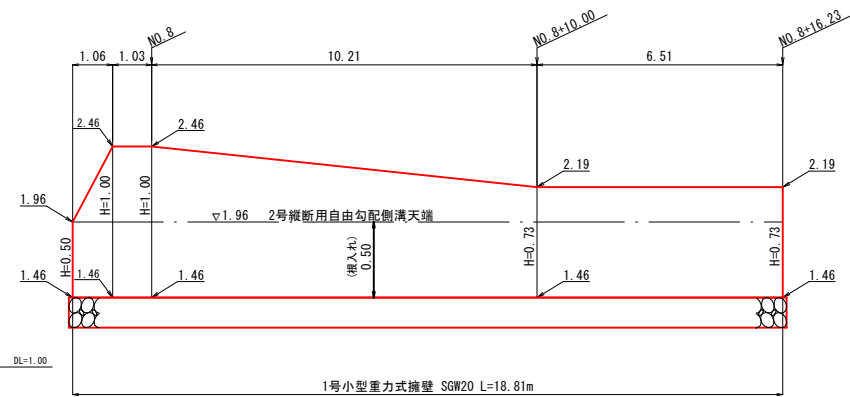 NO.8
NO.8+10.00
NO.8+16.23
1.06
1.03
10.21
6.51
2.46
2.46
2.19
2.19
1.96
H=1.00
H=1.00
▽1.96 2号縦断用自由勾配側溝天端
H=0.50
(根入れ)
0.50
H=0.73
H=0.73
1.46
1.46
1.46
1.46
1.46
DL=1.00
1号小型重力式擁壁 SGW20 L=18.81m